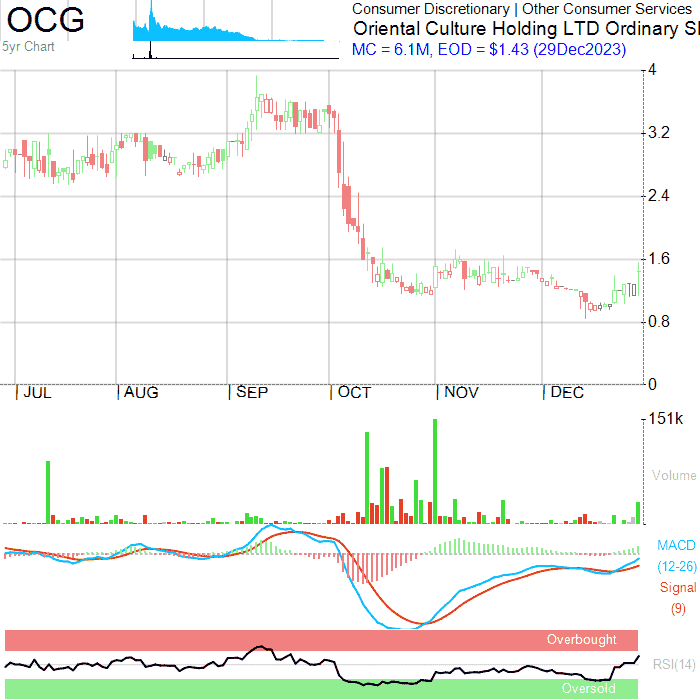 OCG
5yr Chart
Consumer Discretionary | Other Consumer Services
Oriental Culture Holding LTD Ordinary S
MC = 6.1M, EOD = $1.43 (29Dec2023)
4
3.2
2.4
1.6
0.8
0
JUL AUG SEP OCT NOV DEC
151k
Volume
MACD
(12-26)
Signal
(9)
Overbought
RSI(14)
Oversold